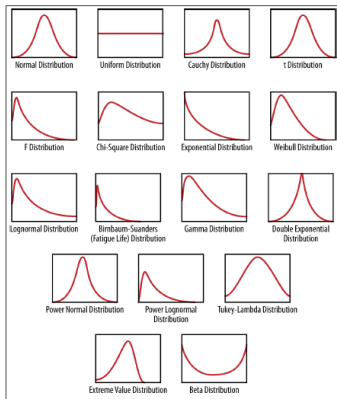 Normal Distribution
Uniform Distribution
Cauchy Distribution
t Distribution
F Distribution
Chi-Square Distribution
Exponential Distribution
Weibull Distribution
Lognormal Distribution
Birnbaum-Suanders
(Fatigue Life) Distribution
Gamma Distribution
Double Exponential
Distribution
Power Normal Distribution
Power Lognormal
Distribution
Tukey-Lambda Distribution
Extreme Value Distribution
Beta Distribution